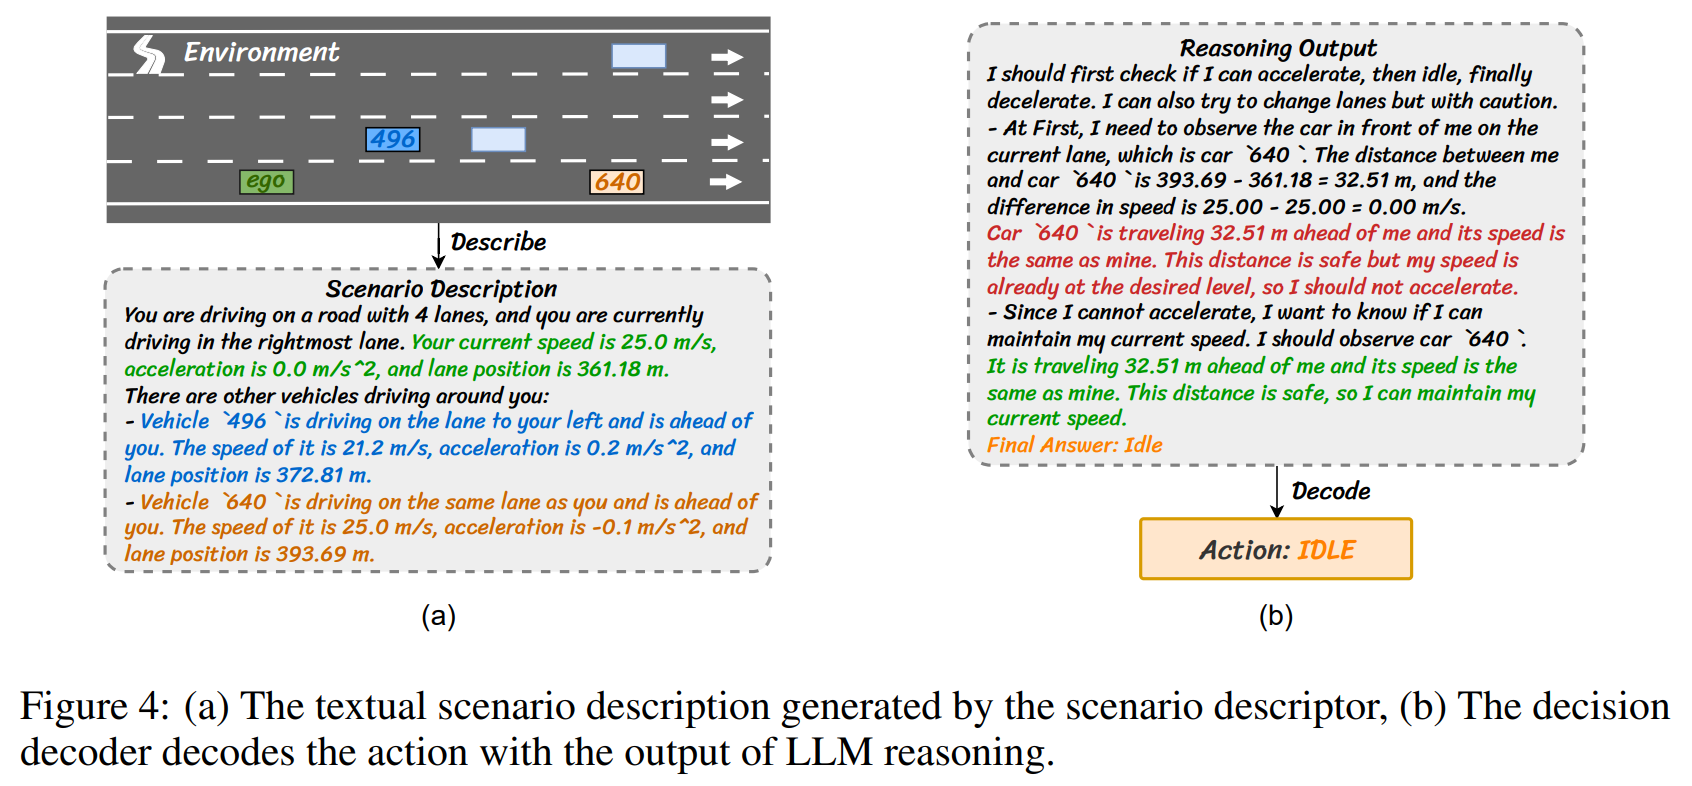 Environment
496
ego
640
Describe
Scenario Description
You are driving on a road with 4 lanes, and you are currently
driving in the rightmost lane. Your current speed is 25.0 m/s,
acceleration is 0.0 m/s^2, and lane position is 361.18 m.
There are other vehicles driving around you:
- Vehicle `496` is driving on the lane to your left and is ahead of
you. The speed of it is 21.2 m/s, acceleration is 0.2 m/s^2, and
lane position is 372.81 m.
- Vehicle `640` is driving on the same lane as you and is ahead of
you. The speed of it is 25.0 m/s, acceleration is -0.1 m/s^2, and
lane position is 393.69 m.
(a)
Reasoning Output
I should first check if I can accelerate, then idle, finally
decelerate. I can also try to change lanes but with caution.
- At First, I need to observe the car in front of me on the
current lane, which is car `640`. The distance between me
and car `640` is 393.69 - 361.18 = 32.51 m, and the
difference in speed is 25.00 - 25.00 = 0.00 m/s.
Car `640` is traveling 32.51 m ahead of me and its speed is
the same as mine. This distance is safe but my speed is
already at the desired level, so I should not accelerate.
- Since I cannot accelerate, I want to know if I can
maintain my current speed. I should observe car `640`.
It is traveling 32.51 m ahead of me and its speed is the
same as mine. This distance is safe, so I can maintain my
current speed.
Final Answer: Idle
Decode
Action: IDLE
(b)
Figure 4: (a) The textual scenario description generated by the scenario descriptor, (b) The decision
decoder decodes the action with the output of LLM reasoning.